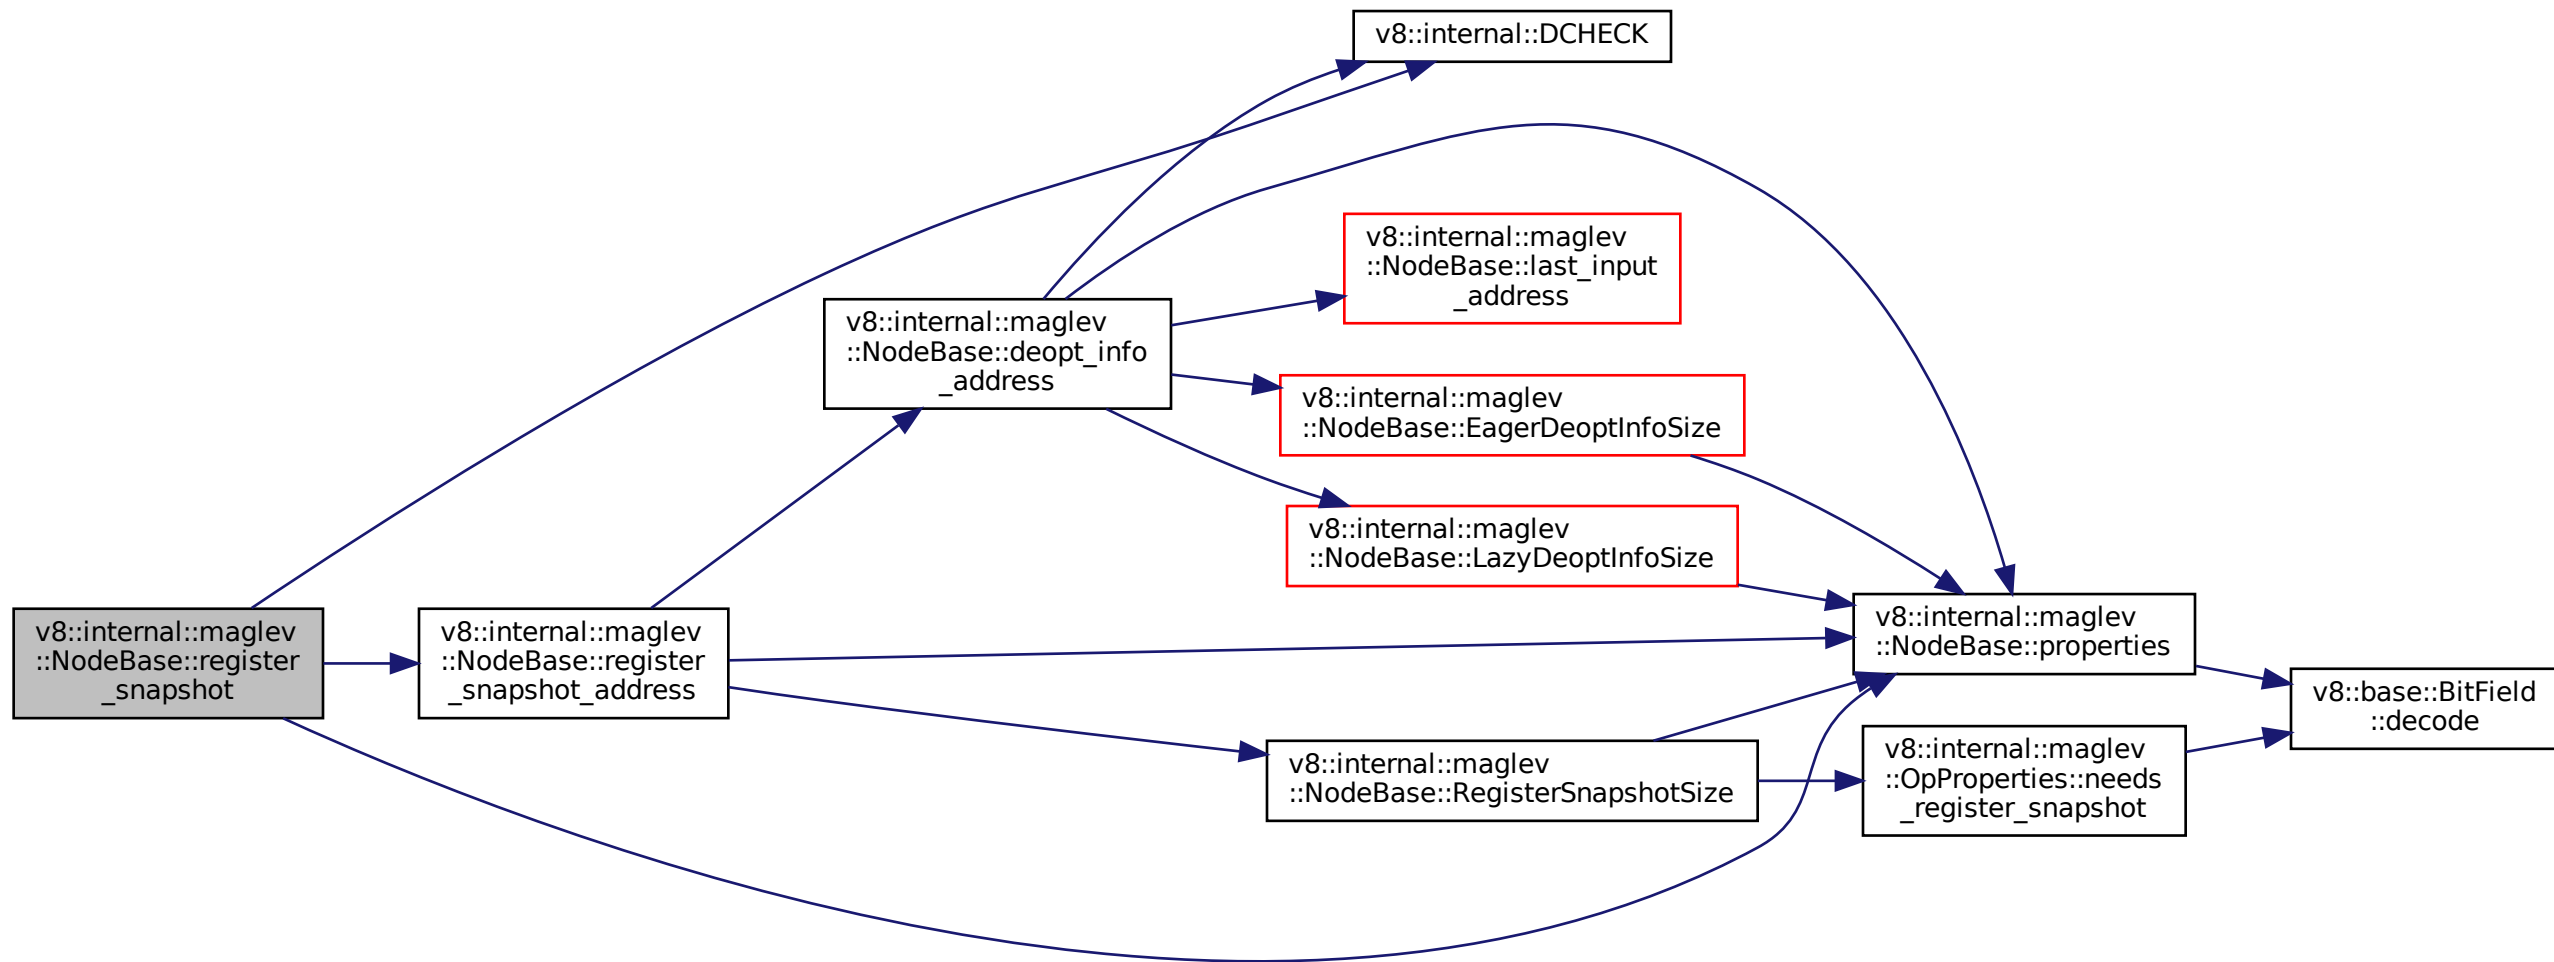 v8::internal::DCHECK
v8::internal::maglev
::NodeBase::last_input
_address
v8::internal::maglev
::NodeBase::deopt_info
_address
v8::internal::maglev
::NodeBase::EagerDeoptInfoSize
v8::internal::maglev
::NodeBase::LazyDeoptInfoSize
v8::internal::maglev
::NodeBase::register
_snapshot
v8::internal::maglev
::NodeBase::register
_snapshot_address
v8::internal::maglev
::NodeBase::properties
v8::base::BitField
::decode
v8::internal::maglev
::NodeBase::RegisterSnapshotSize
v8::internal::maglev
::OpProperties::needs
_register_snapshot